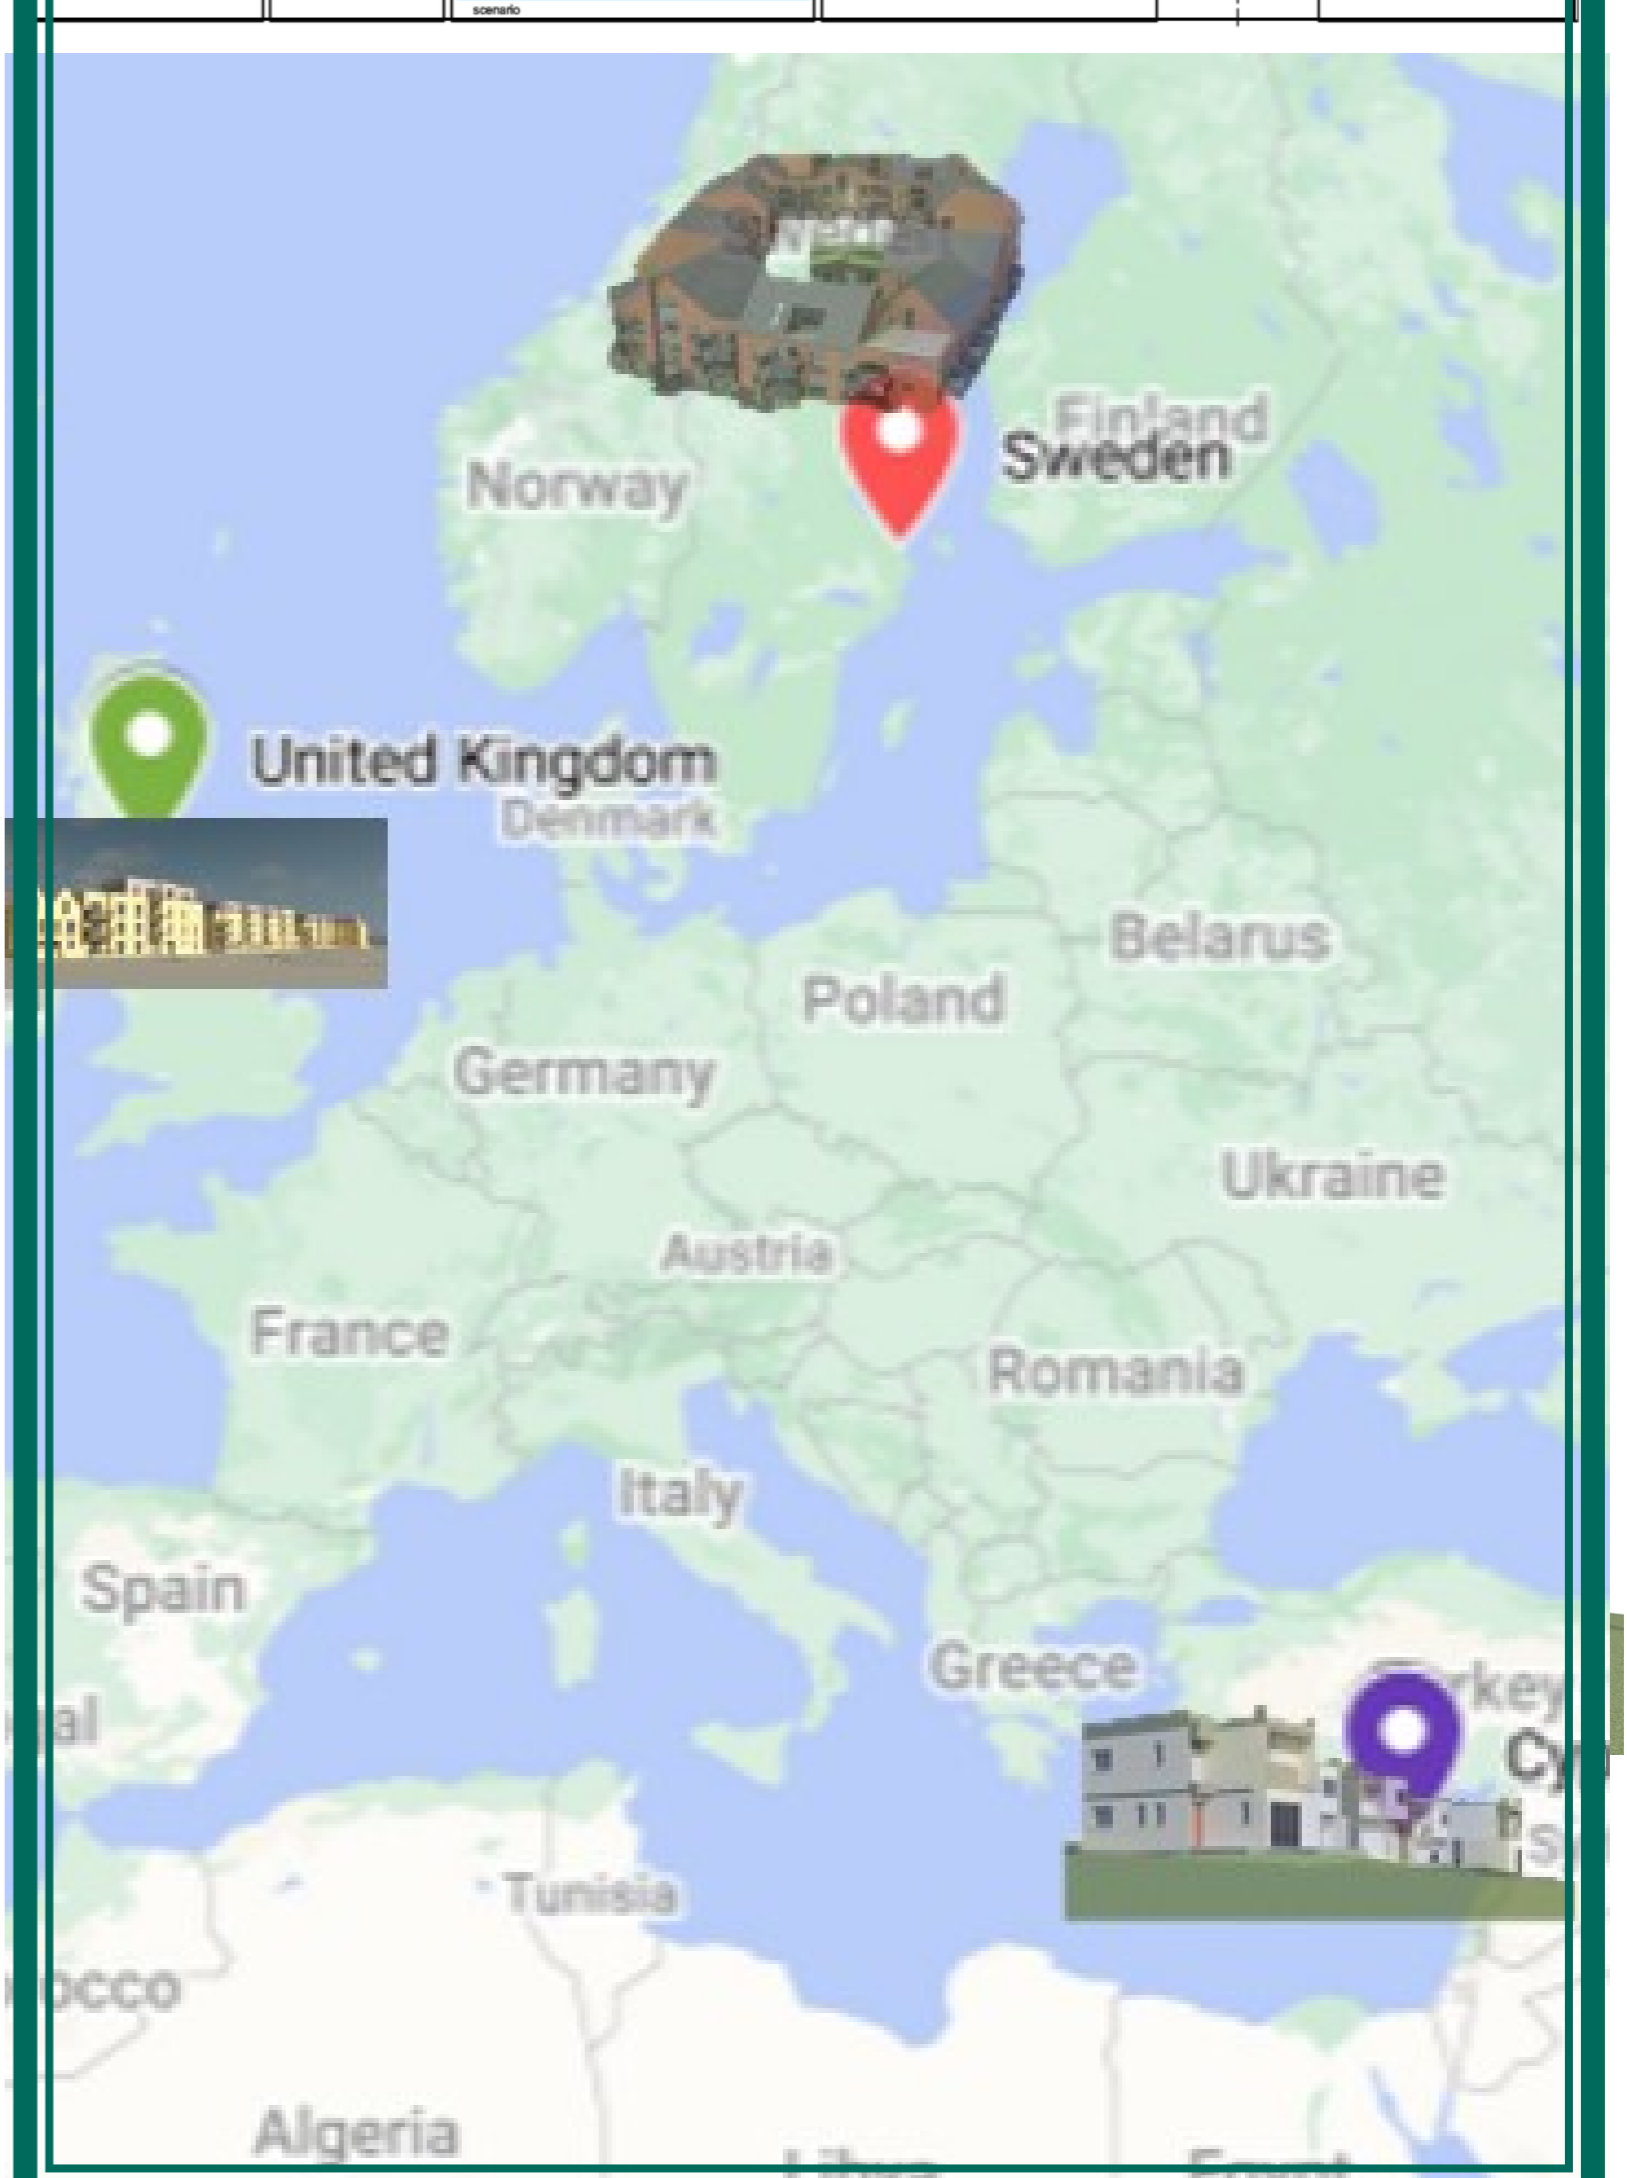 scenario
Finland
Sweden
Norway
United Kingdom
Denmark
Belarus
Poland
Germany
Ukraine
Austria
France
Romania
Italy
Spain
Greece
Tunisia
Algeria